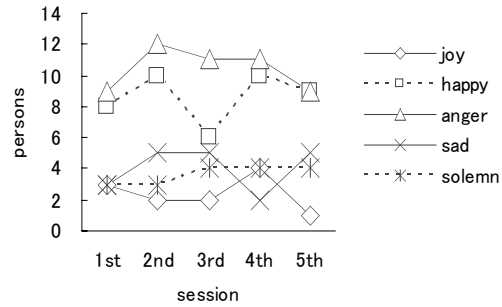 persons
14
12
10
8
6
4
2
0
1st 2nd 3rd 4th 5th
session
joy
happy
anger
sad
solemn